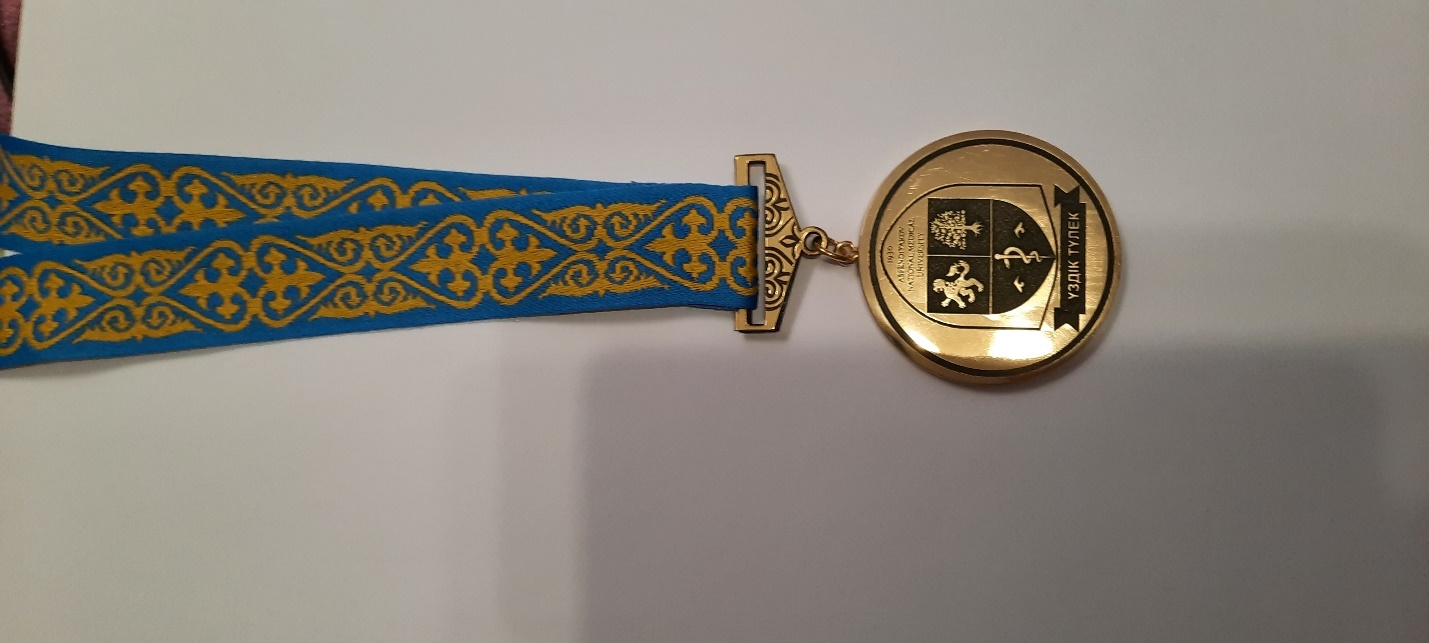 1930
ASFENDIYAROV
NATIONAL MEDICAL
UNIVERSITY
ҮЗДІК ТҮЛЕК